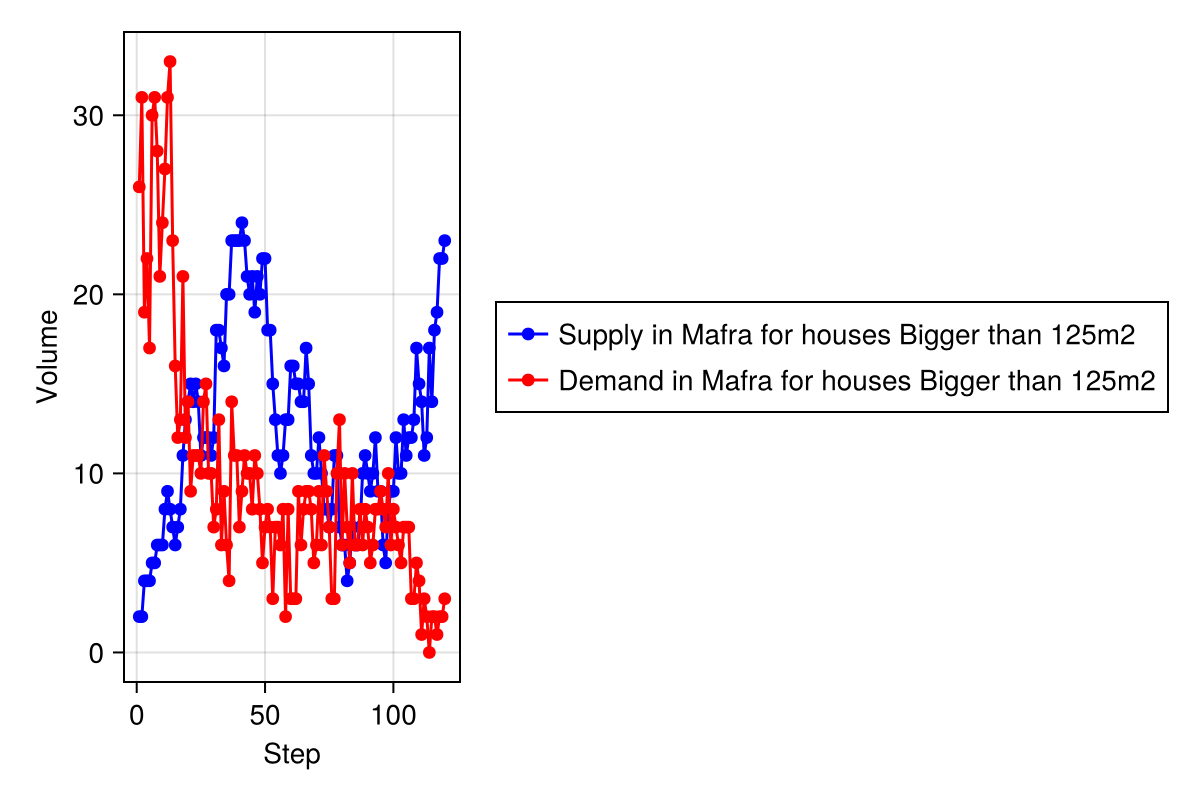 Volume
30
20
10
0
0 50 100
Step
Supply in Mafra for houses Bigger than 125m2
Demand in Mafra for houses Bigger than 125m2